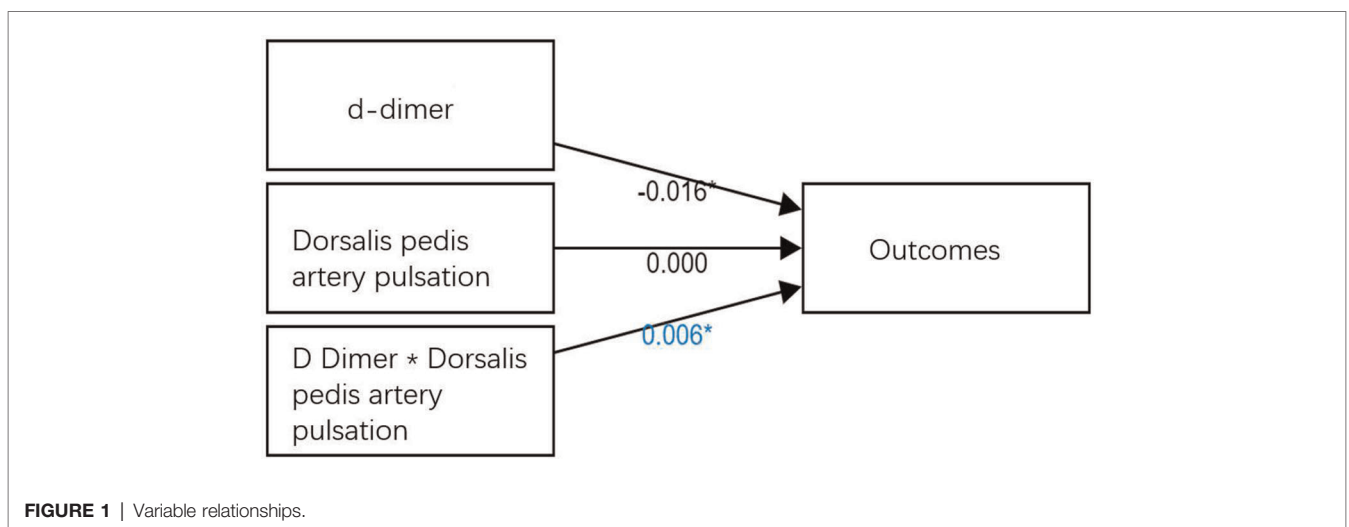 d-dimer
-0.016*
Dorsalis pedis
artery pulsation
0.000
Outcomes
0.006*
D Dimer * Dorsalis
pedis artery
pulsation
FIGURE 1 | Variable relationships.